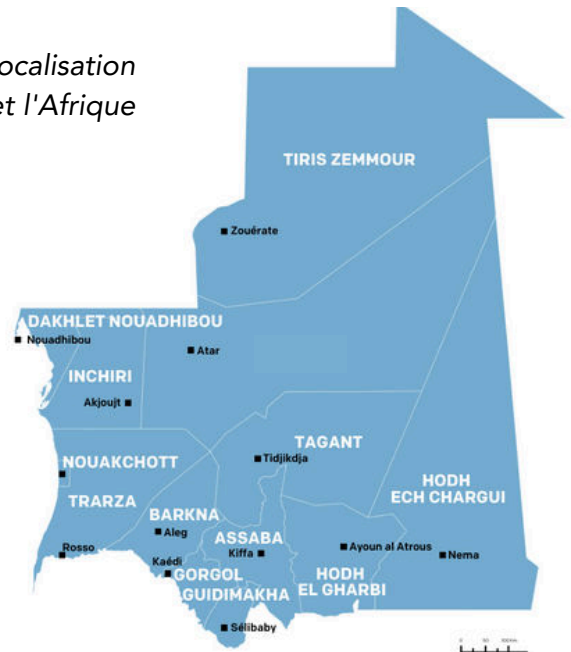 ocalisation
et l'Afrique
TIRIS ZEMMOUR
Zouérate
DAKHLET NOUADHIBOU
Nouadhibou
Atar
INCHIRI
Akjoujt
TAGANT
NOUAKCHOTT
Tidjikdja
HODH
ECH CHARGUI
TRARZA
BARKNA
Aleg
ASSABA
Ayoun al Atrous
Rosso
Kiffa
Nema
Kaédi
GORGOL
HODH
EL GHARBI
GUIDIMAKHA
Sélibaby